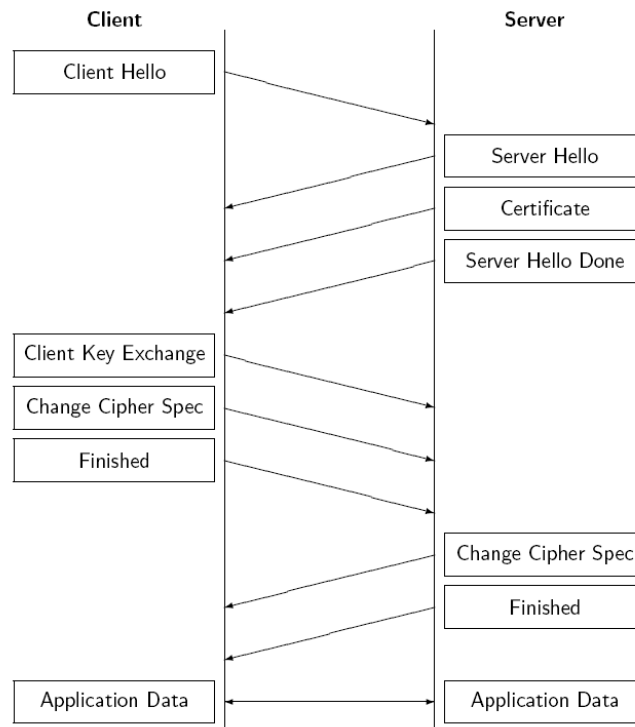 Client
Server
Client Hello
Server Hello
Certificate
Server Hello Done
Client Key Exchange
Change Cipher Spec
Finished
Change Cipher Spec
Finished
Application Data
Application Data